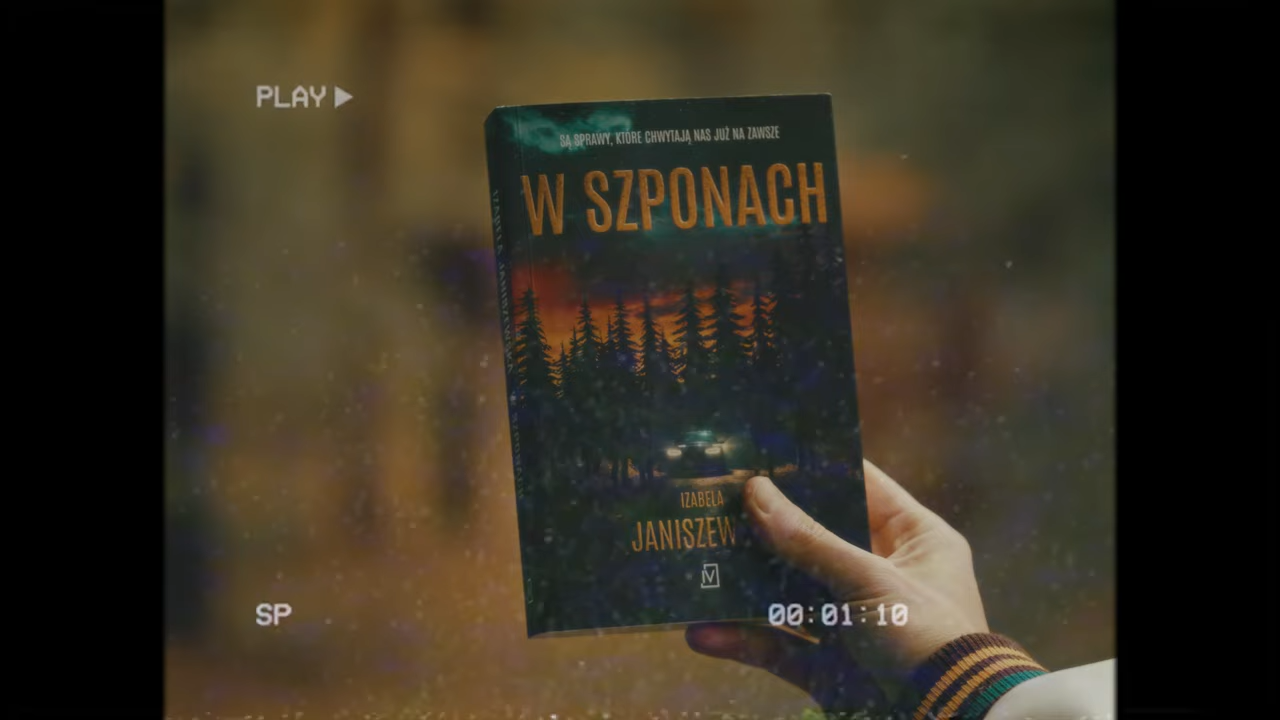 PLAY
SĄ SPRAWY, KTÓRE CHWYTAJĄ NAS JUŻ NA ZAWSZE
W SZPONACH
IZABELA
JANISZEW
SP
00:01:10